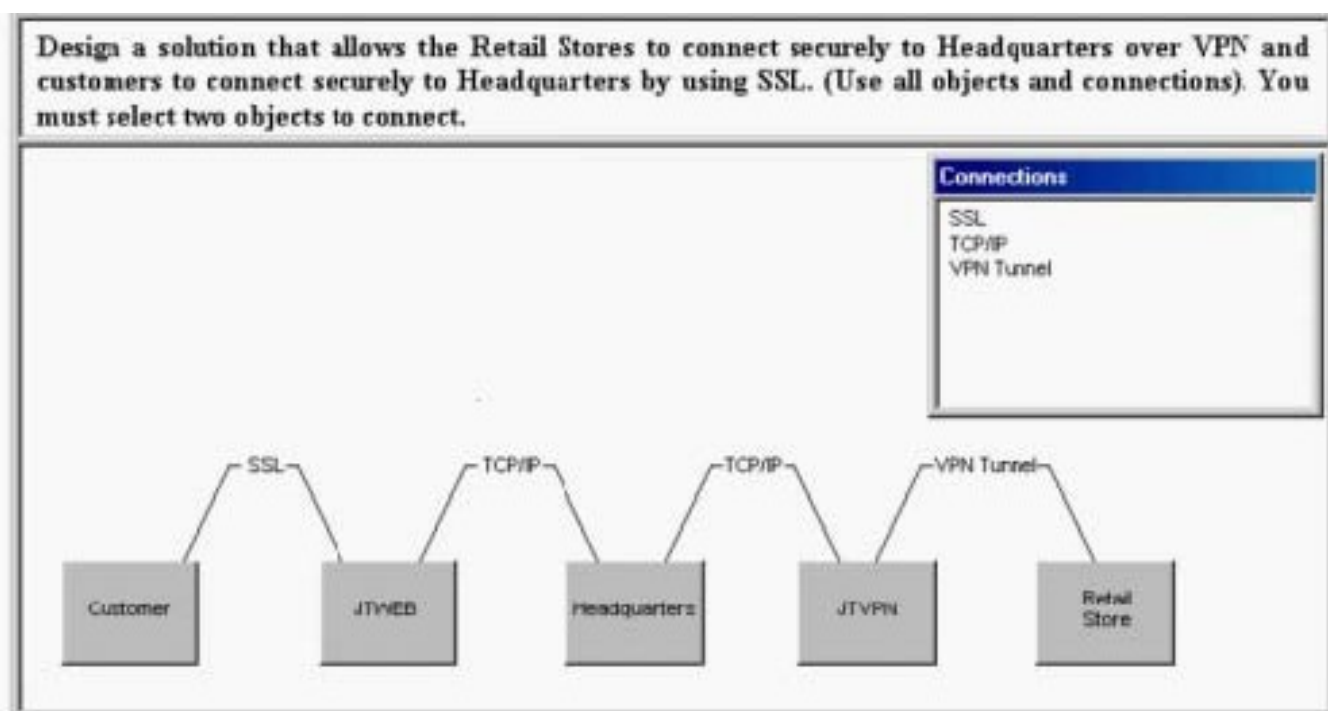 Design a solution that allows the Retail Stores to connect securely to Headquarters over VPN and
customers to connect securely to Headquarters by using SSL. (Use all objects and connections). You
must select two objects to connect.
Connections
SSL
TCP/IP
VPN Tunnel
SSL
TCP/IP
TCP/IP
VPN Tunnel
Customer
JTWEB
Headquarters
JTVPN
Retail
Store